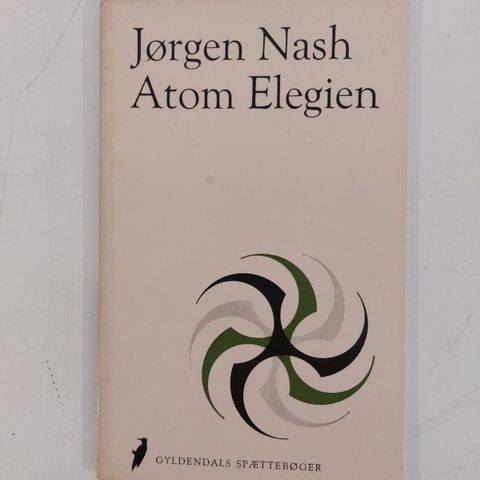 Jørgen Nash
Atom Elegien
GYLDENDALS SPÆTTEBØGER